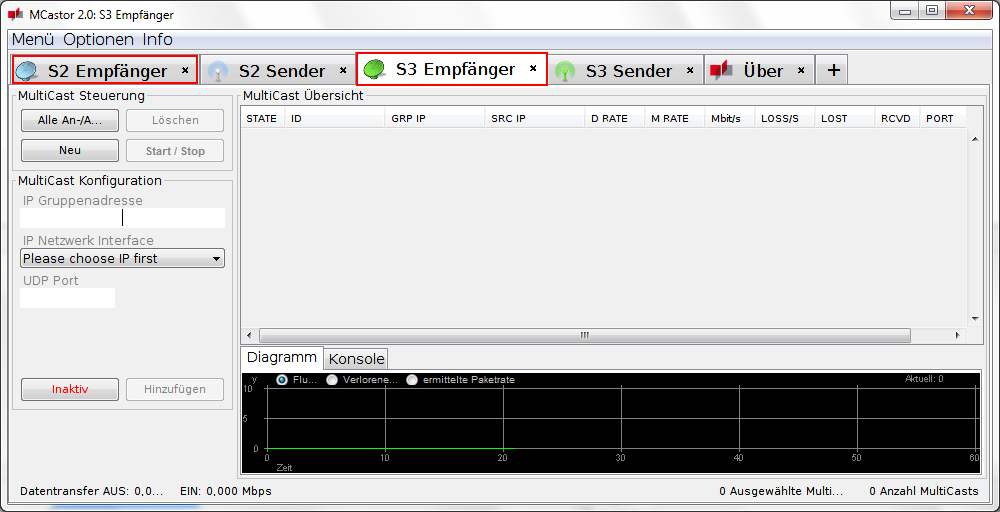 MCastor 2.0: S3 Empfänger
Menü Optionen Info
S2 Empfänger × S2 Sender × S3 Empfänger × S3 Sender × Über × +
MultiCast Steuerung
Alle An-/A... Löschen
Neu Start / Stop
MultiCast Konfiguration
IP Gruppenadresse
IP Netzwerk Interface
Please choose IP first
UDP Port
Inaktiv Hinzufügen
MultiCast Übersicht
STATE ID GRP IP SRC IP D RATE M RATE Mbit/s LOSS/S LOST RCVD PORT
Diagramm Konsole
y Flu... Verlorene... ermittelte Paketrate Aktuell: 0
10
5
0
0 10 20 30 40 50 60
Zeit
Datentransfer AUS: 0,0... EIN: 0,000 Mbps 0 Ausgewählte Multi... 0 Anzahl MultiCasts